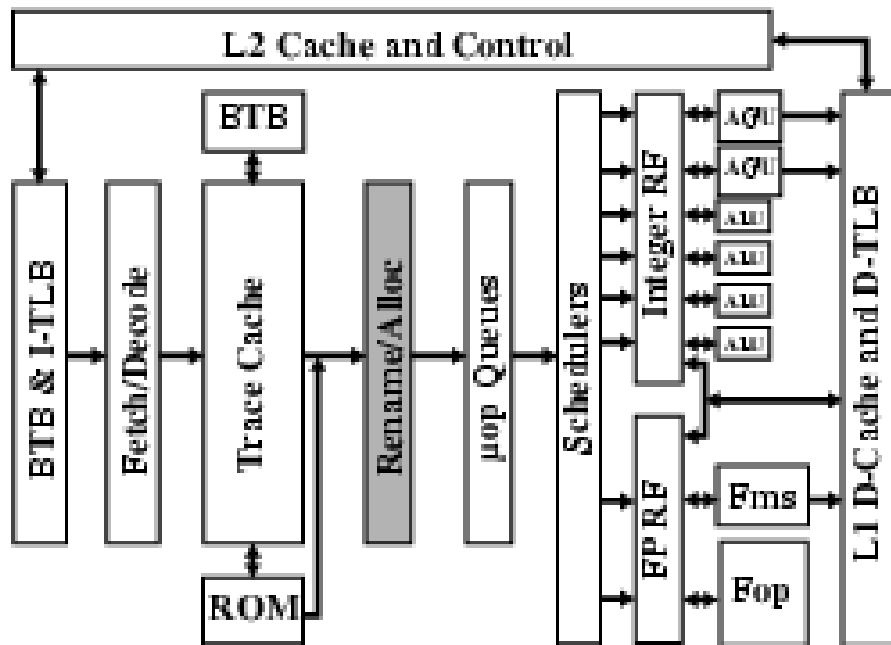 L2 Cache and Control
BTB
BTB & I-TLB
Fetch/Decode
Trace Cache
ROM
Rename/Alloc
µop Queues
Schedulers
Integer RF
FP RF
AGU
AGU
ALU
ALU
ALU
ALU
Fms
Fop
L1 D-Cache and D-TLB